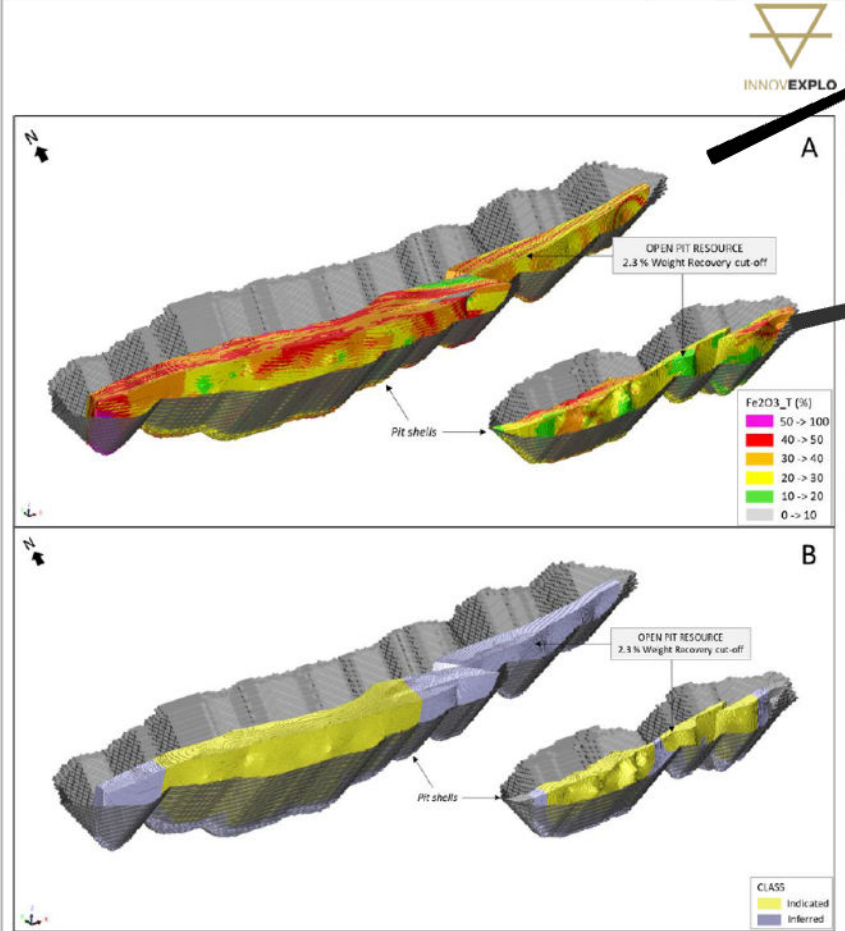 INNOVEXPLO
N
A
OPEN PIT RESOURCE
2.3 % Weight Recovery cut-off
Pit shells
Fe2O3_T (%)
50 -> 100
40 -> 50
30 -> 40
20 -> 30
10 -> 20
0 -> 10
N
B
OPEN PIT RESOURCE
2.3 % Weight Recovery cut-off
Pit shells
CLASS
Indicated
Inferred